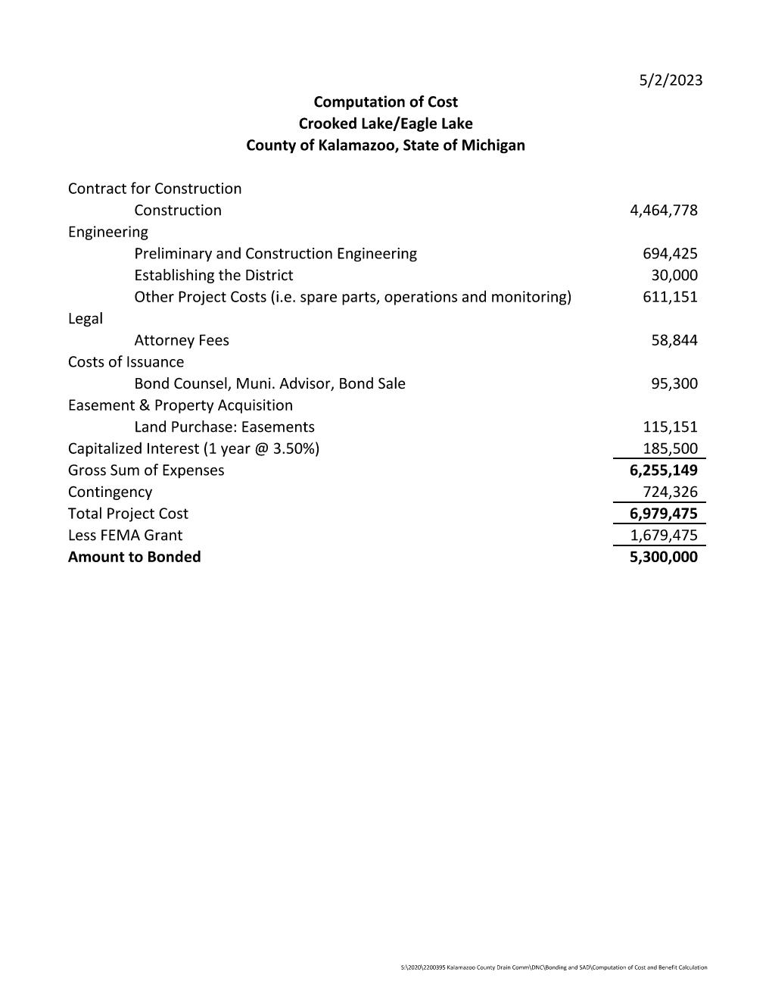 5/2/2023
Computation of Cost
Crooked Lake/Eagle Lake
County of Kalamazoo, State of Michigan
Contract for Construction
Construction 4,464,778
Engineering
Preliminary and Construction Engineering 694,425
Establishing the District 30,000
Other Project Costs (i.e. spare parts, operations and monitoring) 611,151
Legal
Attorney Fees 58,844
Costs of Issuance
Bond Counsel, Muni. Advisor, Bond Sale 95,300
Easement & Property Acquisition
Land Purchase: Easements 115,151
Capitalized Interest (1 year @ 3.50%) 185,500
Gross Sum of Expenses 6,255,149
Contingency 724,326
Total Project Cost 6,979,475
Less FEMA Grant 1,679,475
Amount to Bonded 5,300,000
S:\2020\2200395 Kalamazoo County Drain Comm\DNC\Bonding and SAD\Computation of Cost and Benefit Calculation